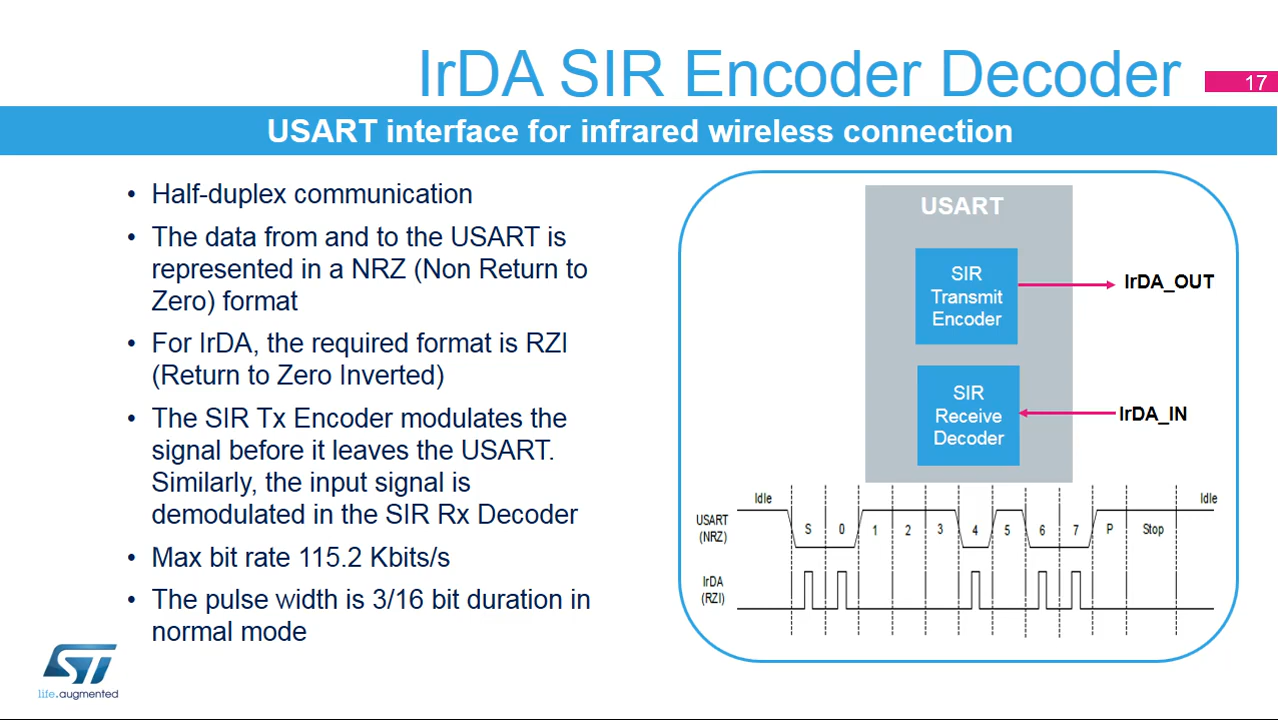 IrDA SIR Encoder Decoder
17
USART interface for infrared wireless connection
• Half-duplex communication
• The data from and to the USART is
represented in a NRZ (Non Return to
Zero) format
• For IrDA, the required format is RZI
(Return to Zero Inverted)
• The SIR Tx Encoder modulates the
signal before it leaves the USART.
Similarly, the input signal is
demodulated in the SIR Rx Decoder
• Max bit rate 115.2 Kbits/s
• The pulse width is 3/16 bit duration in
normal mode
USART
SIR
Transmit
Encoder
IrDA_OUT
SIR
Receive
Decoder
IrDA_IN
Idle
Idle
USART
(NRZ)
S 0 1 2 3 4 5 6 7 P Stop
IrDA
(RZI)
ST
life.augmented